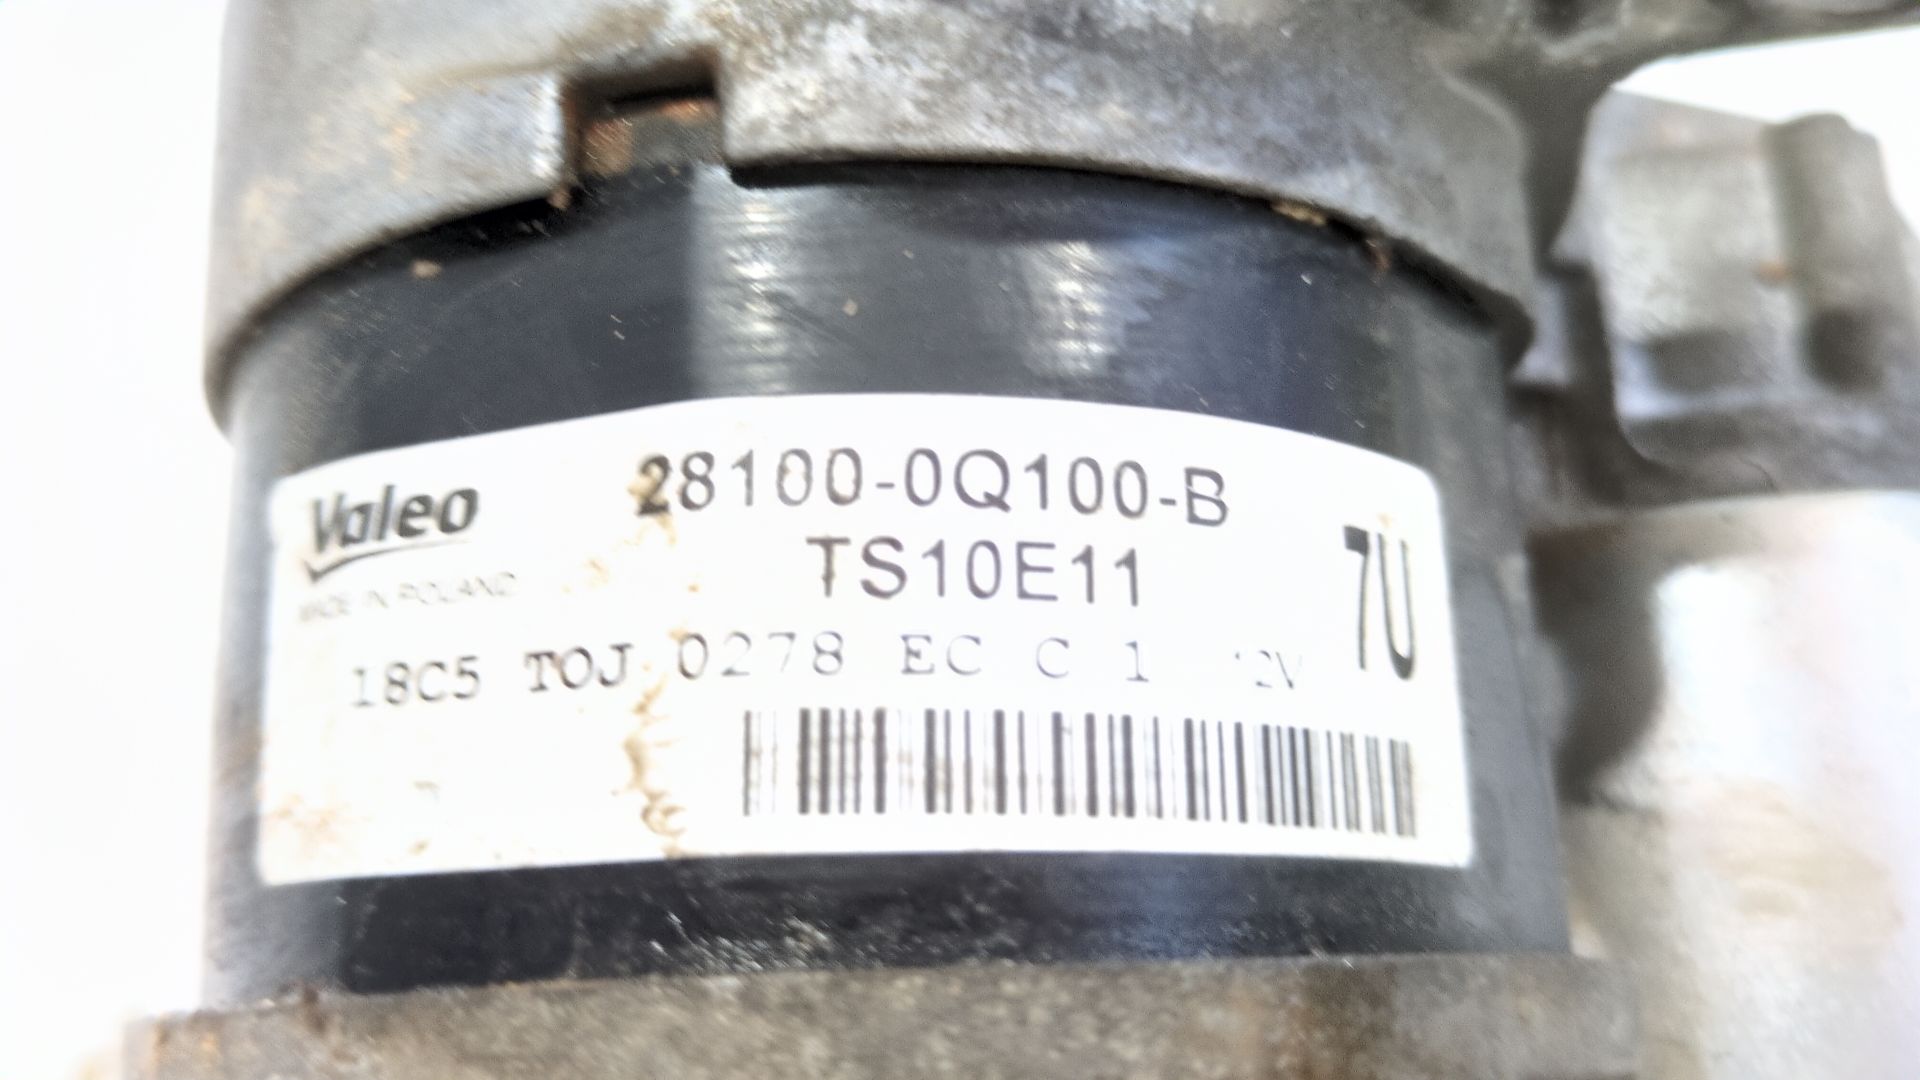 Valeo
28100-0Q100-B
TS10E11
7U
MADE IN POLAND
18C5 TOJ 0278 EC C 1 12V